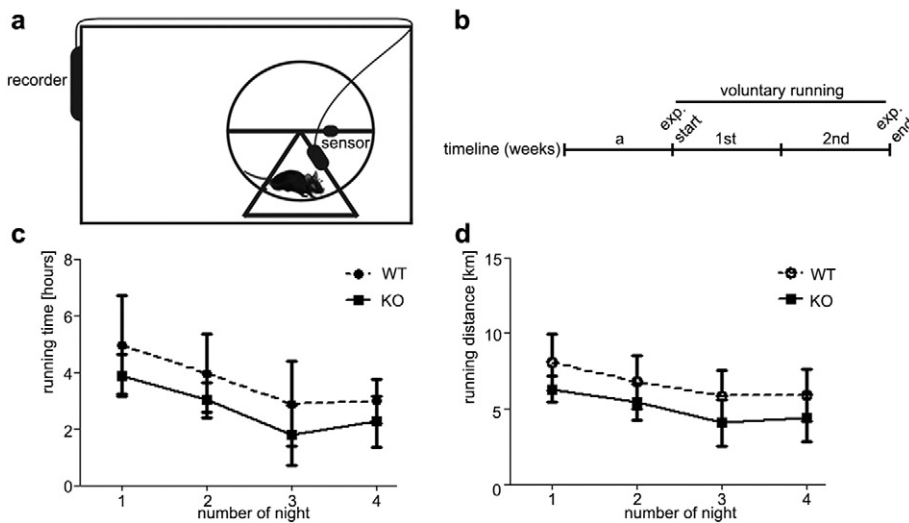 a
recorder
sensor
b
voluntary running
exp. start
exp. end
timeline (weeks)
a
1st
2nd
c
running time [hours]
8
6
4
2
0
WT
KO
1
2
3
4
number of night
d
running distance [km]
15
10
5
0
WT
KO
1
2
3
4
number of night